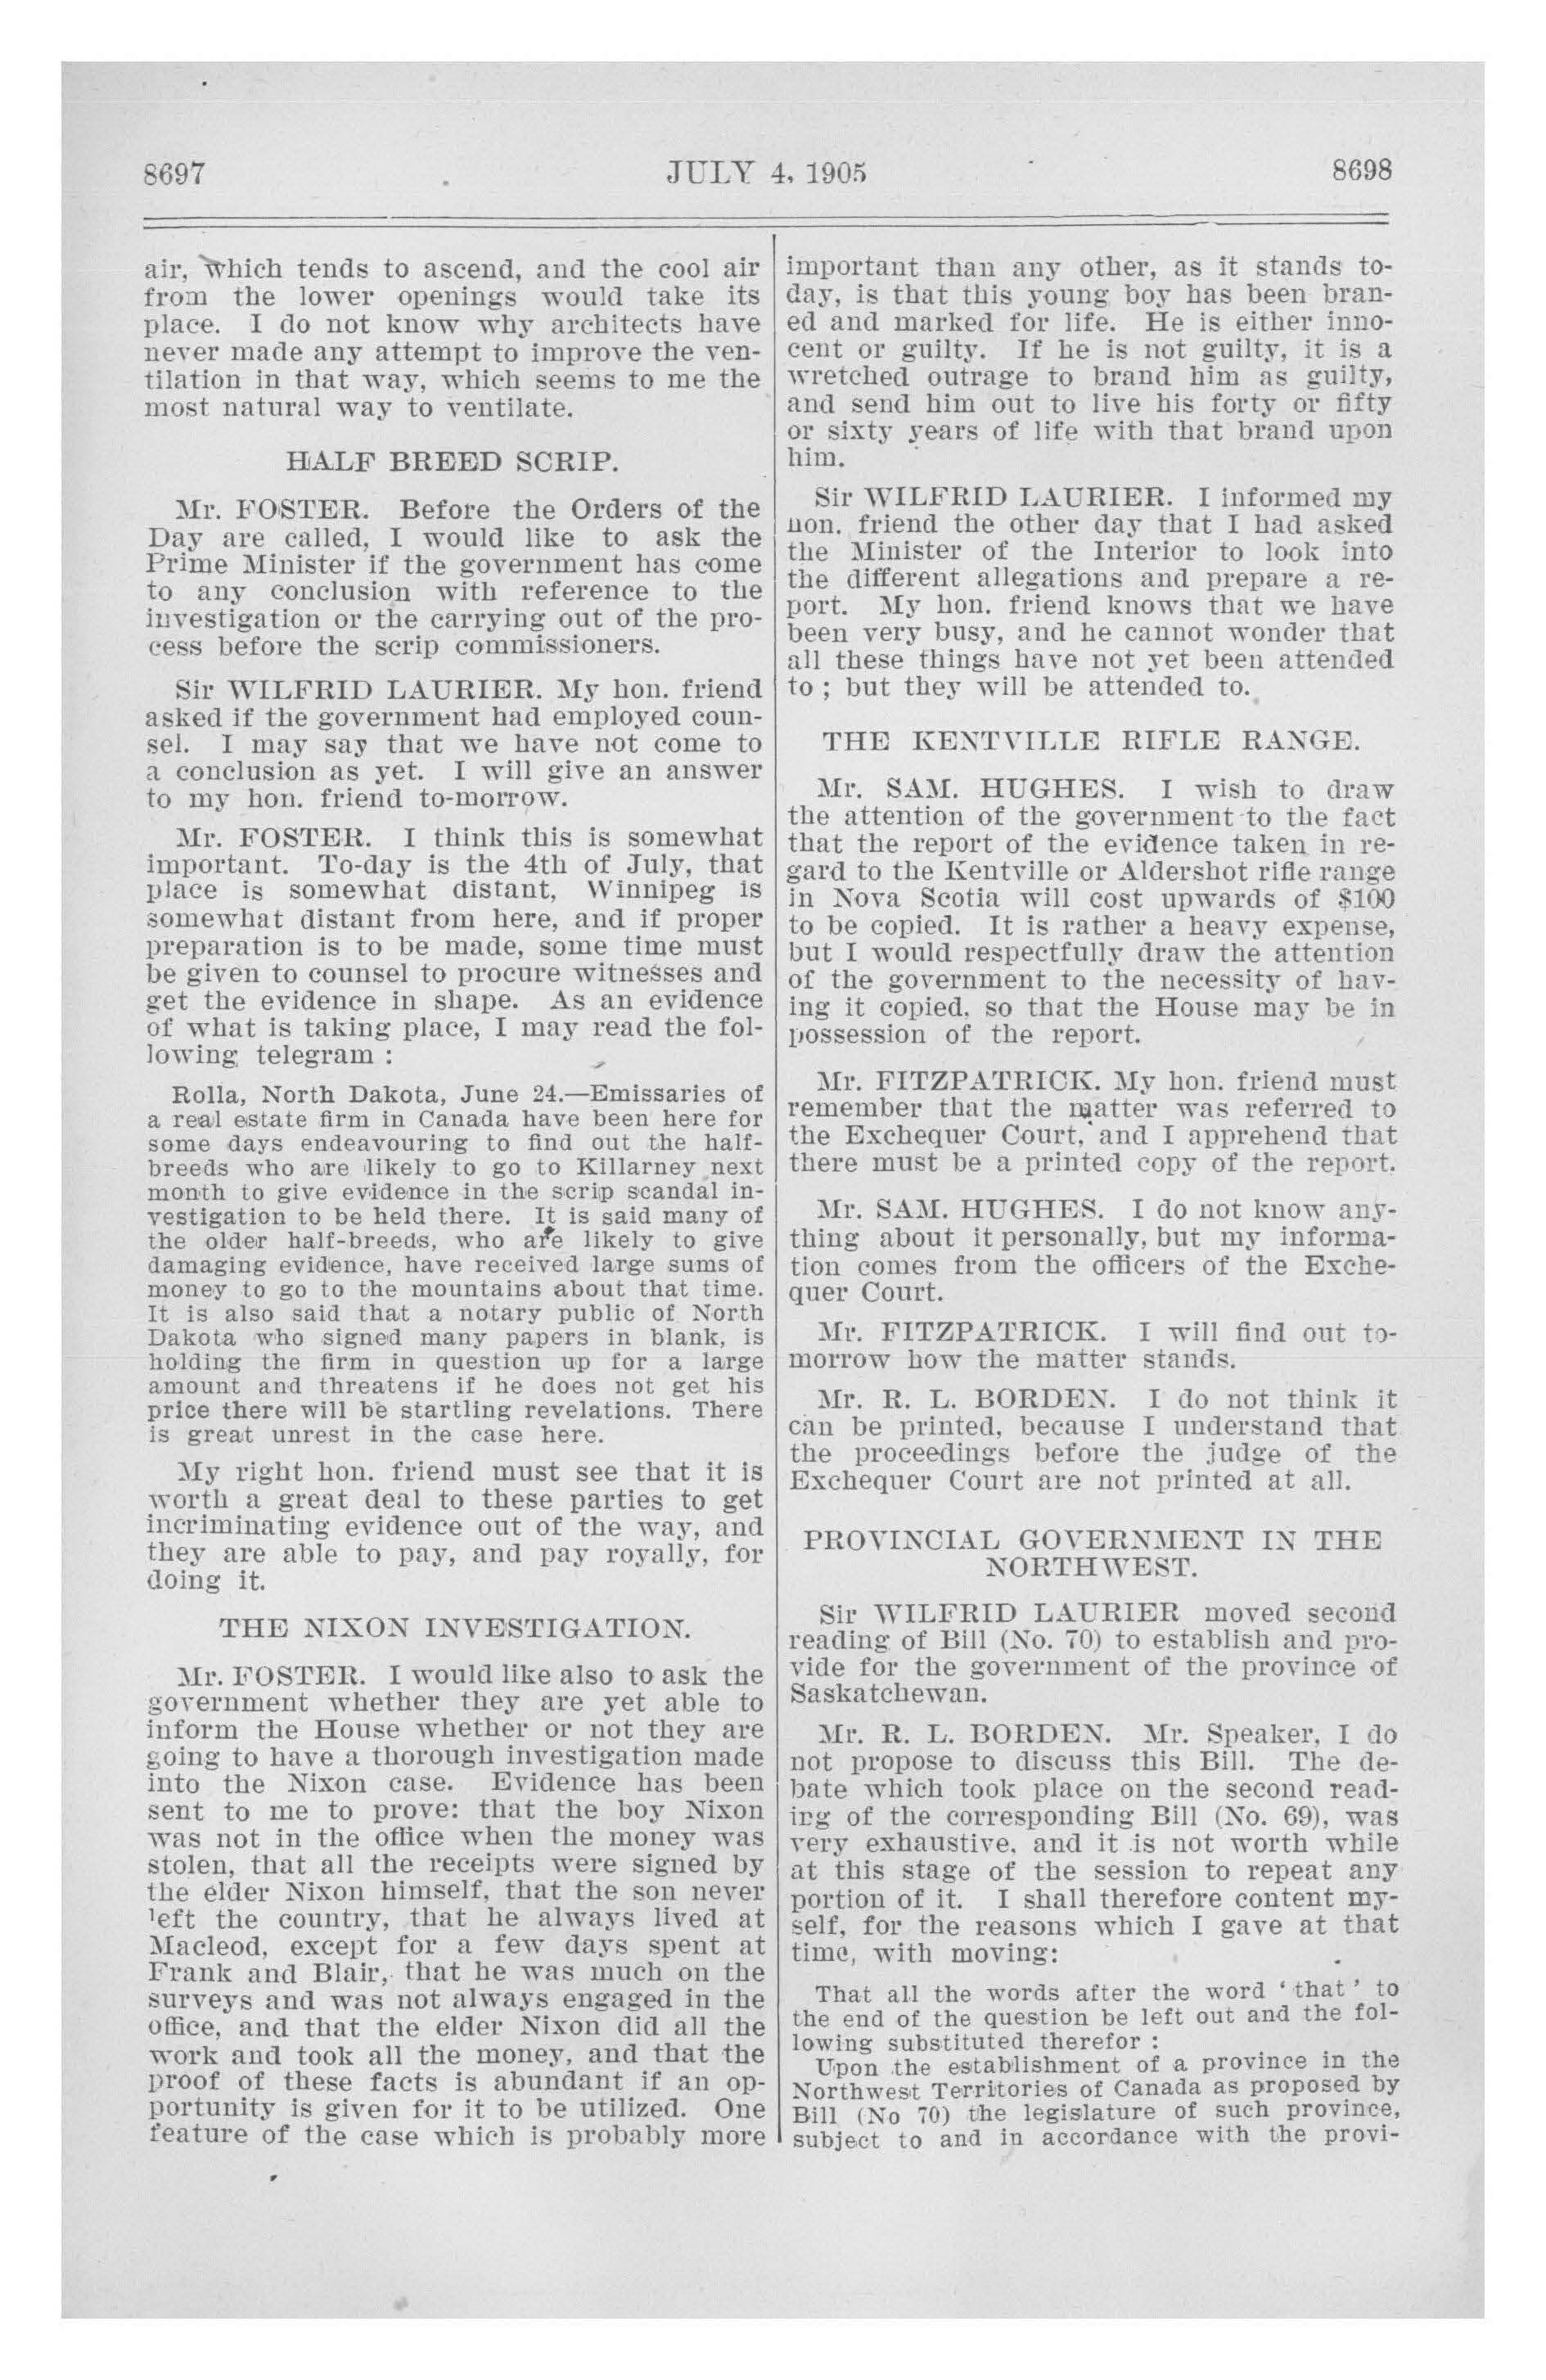 8697
JULY 4, 1905
8698
air, which tends to ascend, and the cool air
from the lower openings would take its
place. I do not know why architects have
never made any attempt to improve the ven-
tilation in that way, which seems to me the
most natural way to ventilate.
HALF BREED SCRIP.
Mr. FOSTER. Before the Orders of the
Day are called, I would like to ask the
Prime Minister if the government has come
to any conclusion with reference to the
investigation or the carrying out of the pro-
cess before the scrip commissioners.
Sir WILFRID LAURIER. My hon. friend
asked if the government had employed coun-
sel. I may say that we have not come to
a conclusion as yet. I will give an answer
to my hon. friend to-morrow.
Mr. FOSTER. I think this is somewhat
important. To-day is the 4th of July, that
place is somewhat distant, Winnipeg is
somewhat distant from here, and if proper
preparation is to be made, some time must
be given to counsel to procure witnesses and
get the evidence in shape. As an evidence
of what is taking place, I may read the fol-
lowing telegram :
Rolla, North Dakota, June 24.—Emissaries of
a real estate firm in Canada have been here for
some days endeavouring to find out the half-
breeds who are likely to go to Killarney next
month to give evidence in the scrip scandal in-
vestigation to be held there. It is said many of
the older half-breeds, who are likely to give
damaging evidence, have received large sums of
money to go to the mountains about that time.
It is also said that a notary public of North
Dakota who signed many papers in blank, is
holding the firm in question up for a large
amount and threatens if he does not get his
price there will be startling revelations. There
is great unrest in the case here.
My right hon. friend must see that it is
worth a great deal to these parties to get
incriminating evidence out of the way, and
they are able to pay, and pay royally, for
doing it.
THE NIXON INVESTIGATION.
Mr. FOSTER. I would like also to ask the
government whether they are yet able to
inform the House whether or not they are
going to have a thorough investigation made
into the Nixon case. Evidence has been
sent to me to prove: that the boy Nixon
was not in the office when the money was
stolen, that all the receipts were signed by
the elder Nixon himself, that the son never
left the country, that he always lived at
Macleod, except for a few days spent at
Frank and Blair, that he was much on the
surveys and was not always engaged in the
office, and that the elder Nixon did all the
work and took all the money, and that the
proof of these facts is abundant if an op-
portunity is given for it to be utilized. One
feature of the case which is probably more
important than any other, as it stands to-
day, is that this young boy has been bran-
ed and marked for life. He is either inno-
cent or guilty. If he is not guilty, it is a
wretched outrage to brand him as guilty,
and send him out to live his forty or fifty
or sixty years of life with that brand upon
him.
Sir WILFRID LAURIER. I informed my
hon. friend the other day that I had asked
the Minister of the Interior to look into
the different allegations and prepare a re-
port. My hon. friend knows that we have
been very busy, and he cannot wonder that
all these things have not yet been attended
to ; but they will be attended to.
THE KENTVILLE RIFLE RANGE.
Mr. SAM. HUGHES. I wish to draw
the attention of the government to the fact
that the report of the evidence taken in re-
gard to the Kentville or Aldershot rifle range
in Nova Scotia will cost upwards of $100
to be copied. It is rather a heavy expense,
but I would respectfully draw the attention
of the government to the necessity of hav-
ing it copied, so that the House may be in
possession of the report.
Mr. FITZPATRICK. My hon. friend must
remember that the matter was referred to
the Exchequer Court, and I apprehend that
there must be a printed copy of the report.
Mr. SAM. HUGHES. I do not know any-
thing about it personally, but my informa-
tion comes from the officers of the Exche-
quer Court.
Mr. FITZPATRICK. I will find out to-
morrow how the matter stands.
Mr. R. L. BORDEN. I do not think it
can be printed, because I understand that
the proceedings before the judge of the
Exchequer Court are not printed at all.
PROVINCIAL GOVERNMENT IN THE
NORTHWEST.
Sir WILFRID LAURIER moved second
reading of Bill (No. 70) to establish and pro-
vide for the government of the province of
Saskatchewan.
Mr. R. L. BORDEN. Mr. Speaker, I do
not propose to discuss this Bill. The de-
bate which took place on the second read-
ing of the corresponding Bill (No. 69), was
very exhaustive, and it is not worth while
at this stage of the session to repeat any
portion of it. I shall therefore content my-
self, for the reasons which I gave at that
time, with moving:
That all the words after the word ‘ that ’ to
the end of the question be left out and the fol-
lowing substituted therefor :
Upon the establishment of a province in the
Northwest Territories of Canada as proposed by
Bill (No 70) the legislature of such province,
subject to and in accordance with the provi-